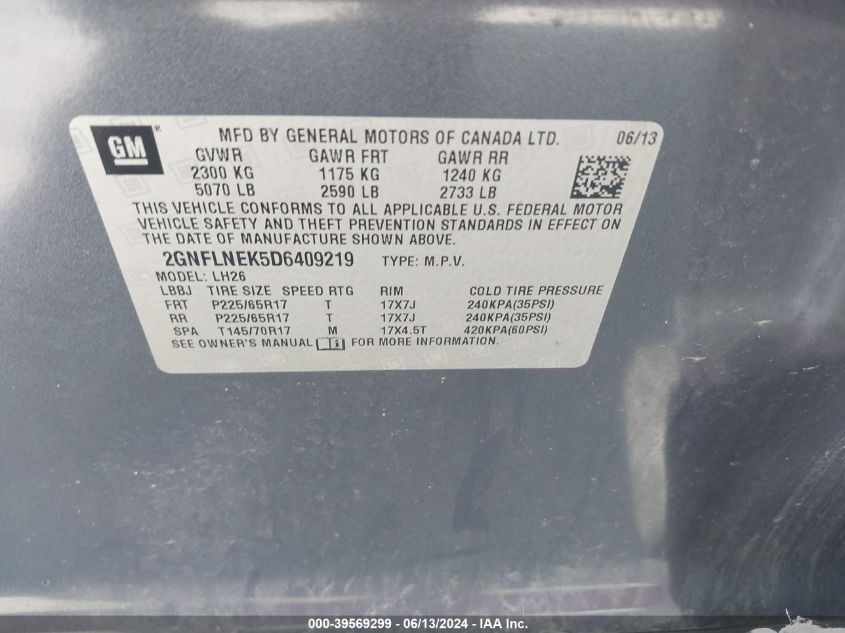 GM ®
MFD BY GENERAL MOTORS OF CANADA LTD. 06/13
GVWR GAWR FRT GAWR RR
2300 KG 1175 KG 1240 KG
5070 LB 2590 LB 2733 LB
THIS VEHICLE CONFORMS TO ALL APPLICABLE U.S. FEDERAL MOTOR
VEHICLE SAFETY AND THEFT PREVENTION STANDARDS IN EFFECT ON
THE DATE OF MANUFACTURE SHOWN ABOVE.
2GNFLNEK5D6409219 TYPE: M.P.V.
MODEL: LH26
LBBJ TIRE SIZE SPEED RTG RIM COLD TIRE PRESSURE
FRT P225/65R17 T 17X7J 240KPA(35PSI)
RR P225/65R17 T 17X7J 240KPA(35PSI)
SPA T145/70R17 M 17X4.5T 420KPA(60PSI)
SEE OWNER'S MANUAL FOR MORE INFORMATION.
000-39569299 - 06/13/2024 - IAA Inc.